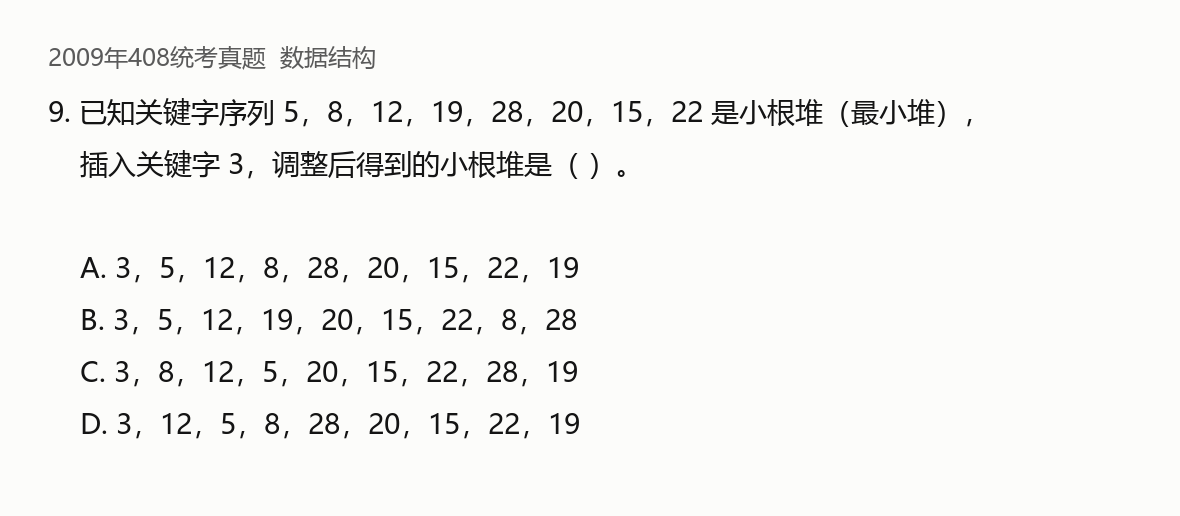 2009年408统考真题 数据结构
9. 已知关键字序列 5，8，12，19，28，20，15，22 是小根堆（最小堆），
插入关键字 3，调整后得到的小根堆是（ ）。
A. 3，5，12，8，28，20，15，22，19
B. 3，5，12，19，20，15，22，8，28
C. 3，8，12，5，20，15，22，28，19
D. 3，12，5，8，28，20，15，22，19